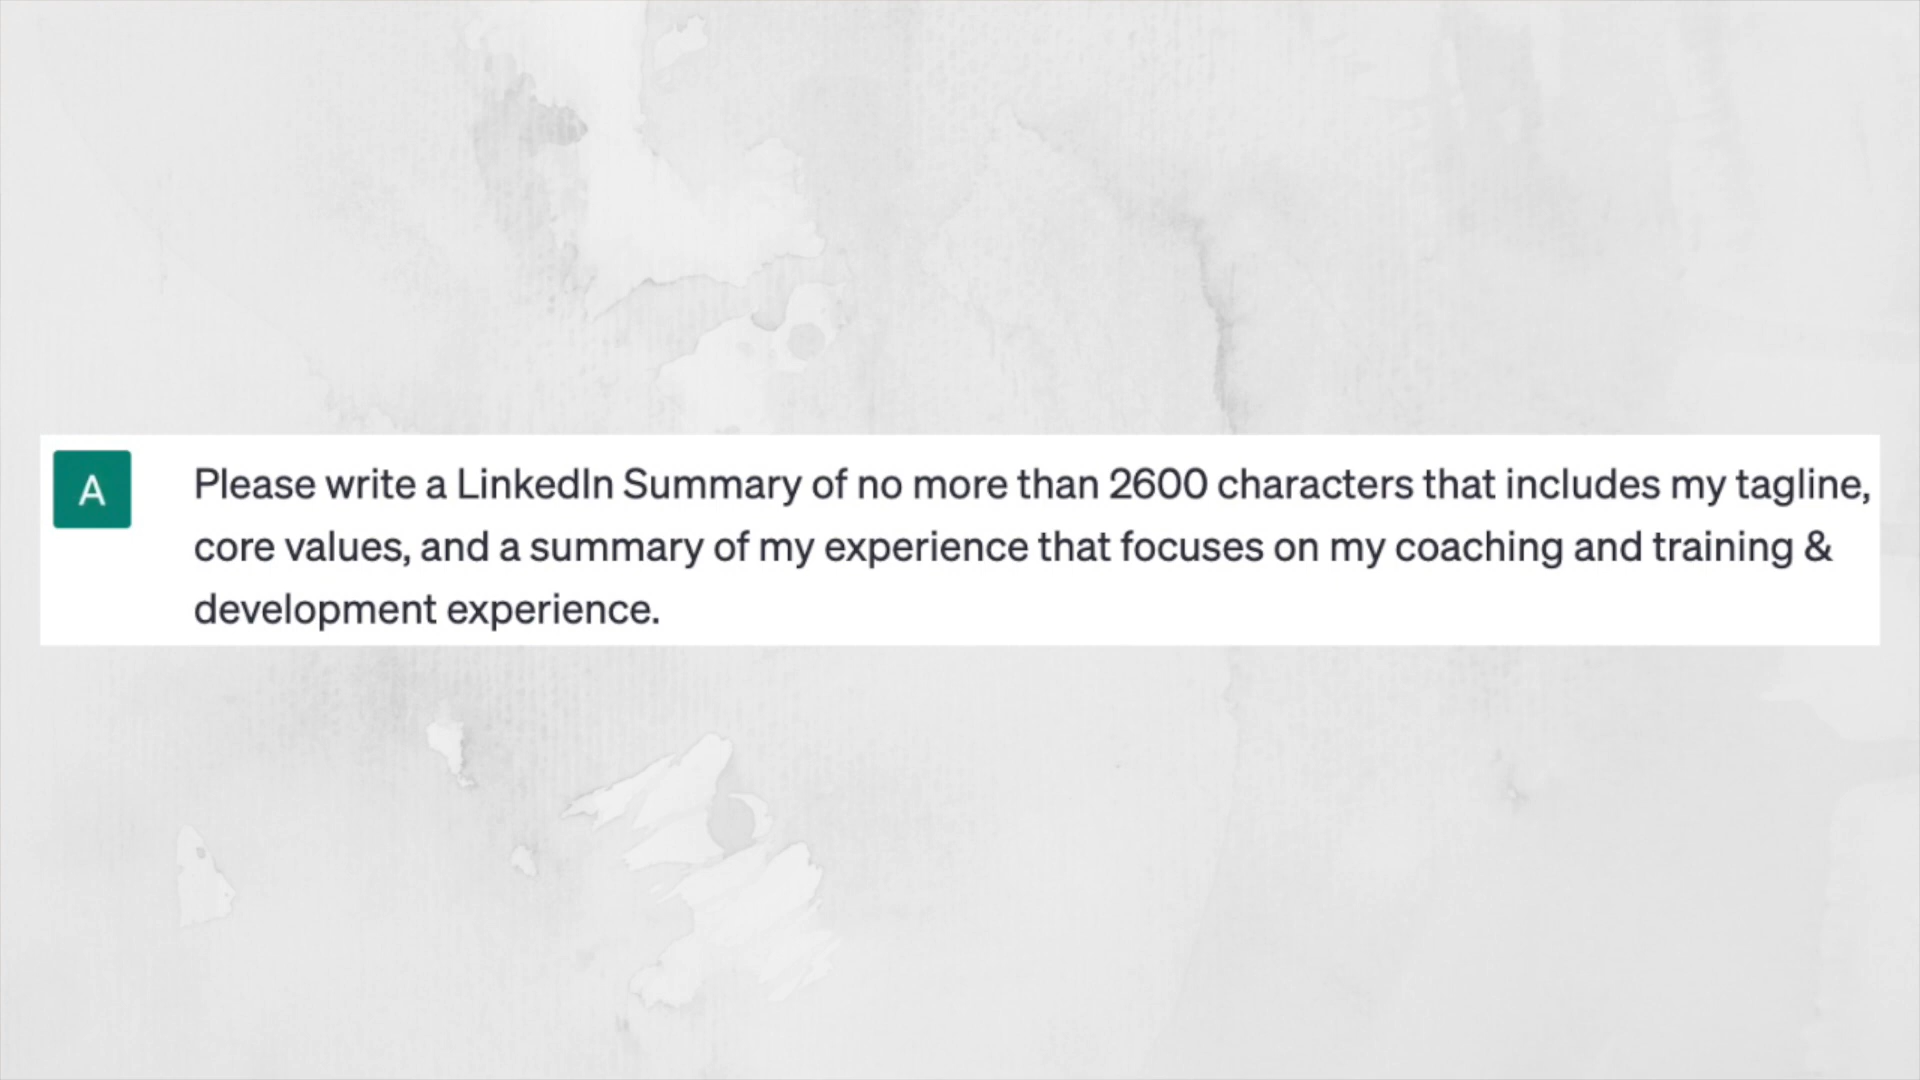 A
Please write a LinkedIn Summary of no more than 2600 characters that includes my tagline,
core values, and a summary of my experience that focuses on my coaching and training &
development experience.